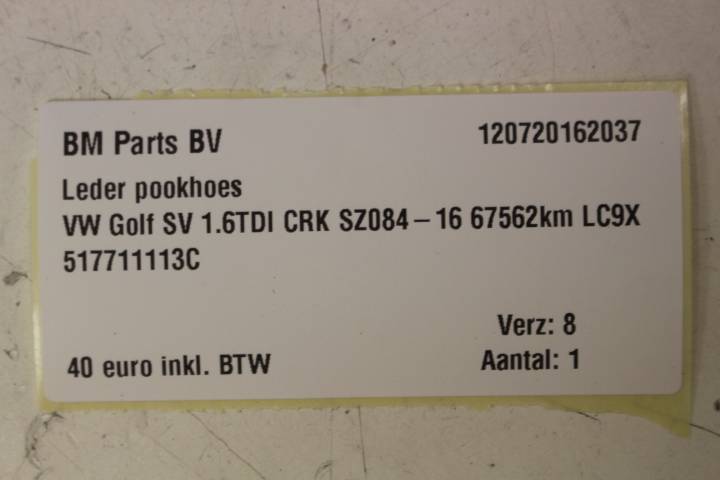 BM Parts BV
120720162037
Leder pookhoes
VW Golf SV 1.6TDI CRK SZ084-16 67562km LC9X
517711113C
Verz: 8
40 euro inkl. BTW
Aantal: 1